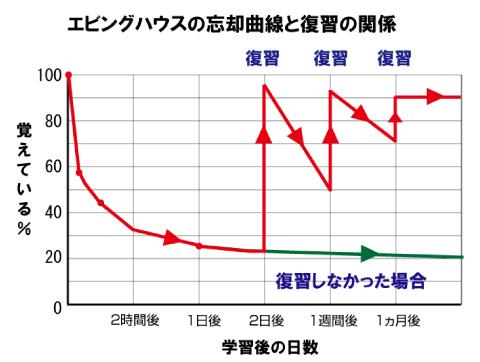 エビングハウスの忘却曲線と復習の関係
復習 復習 復習
100
80
60
40
20
0
覚えている%
復習しなかった場合
2時間後 1日後 2日後 1週間後 1ヵ月後
学習後の日数